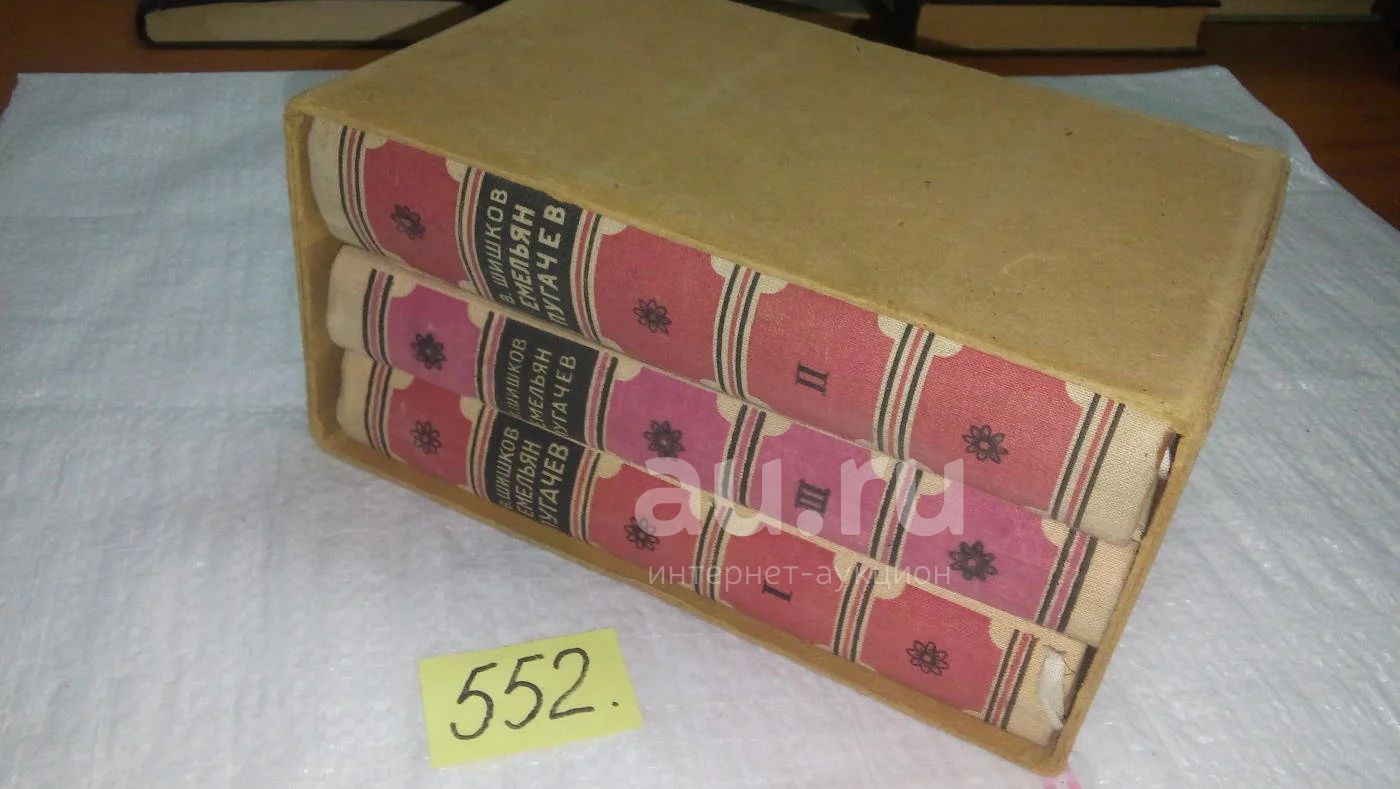 В. ШИШКОВ
ЕМЕЛЬЯН
ПУГАЧЕВ
II
В. ШИШКОВ
ЕМЕЛЬЯН
ПУГАЧЕВ
III
В. ШИШКОВ
ЕМЕЛЬЯН
ПУГАЧЕВ
I
au.ru
интернет-аукцион
552.